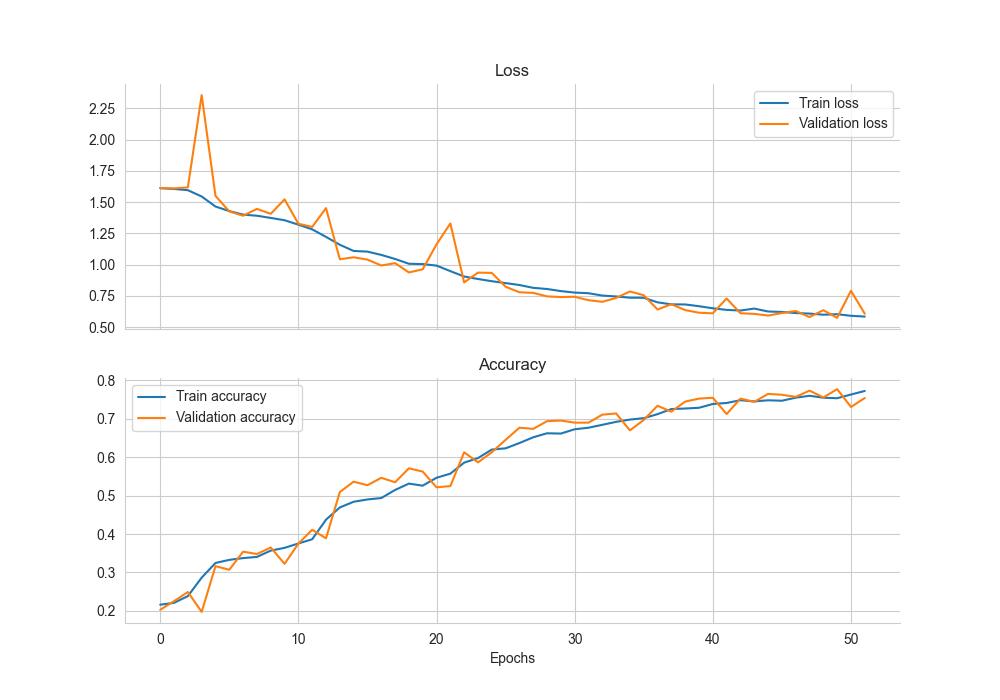 Loss
2.25
2.00
1.75
1.50
1.25
1.00
0.75
0.50
Train loss
Validation loss
Accuracy
0.8
0.7
0.6
0.5
0.4
0.3
0.2
Train accuracy
Validation accuracy
0 10 20 30 40 50
Epochs